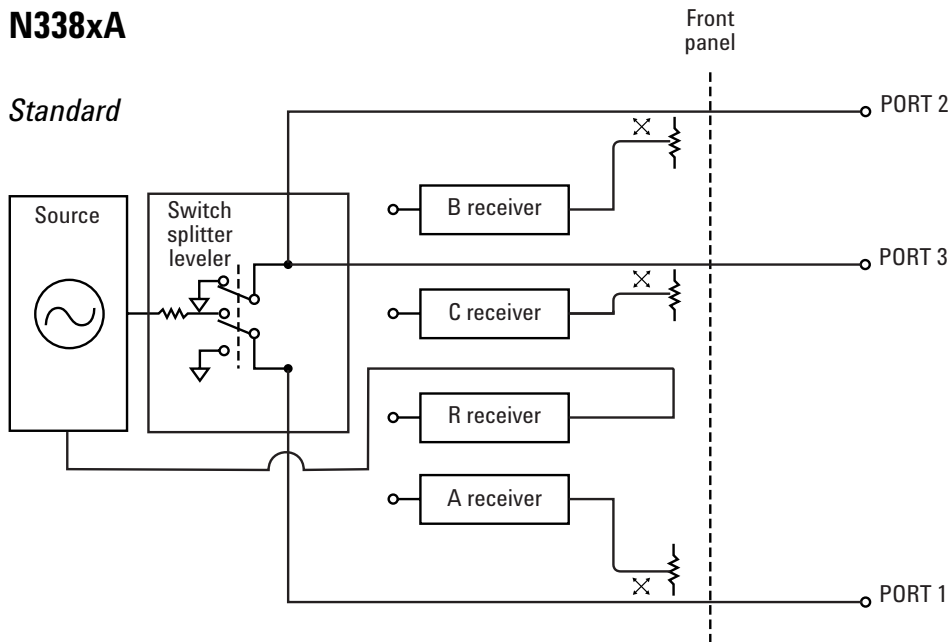 N338xA
Standard
Front
panel
PORT 2
Source
Switch
splitter
leveler
B receiver
PORT 3
C receiver
R receiver
A receiver
PORT 1